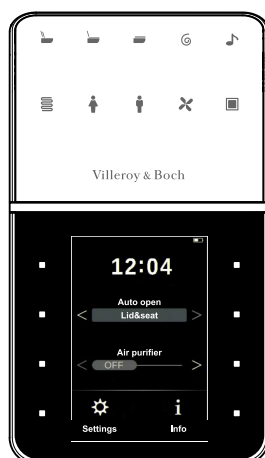 Villeroy & Boch
12:04
Auto open
< Lid&seat >
Air purifier
< OFF >
Settings Info